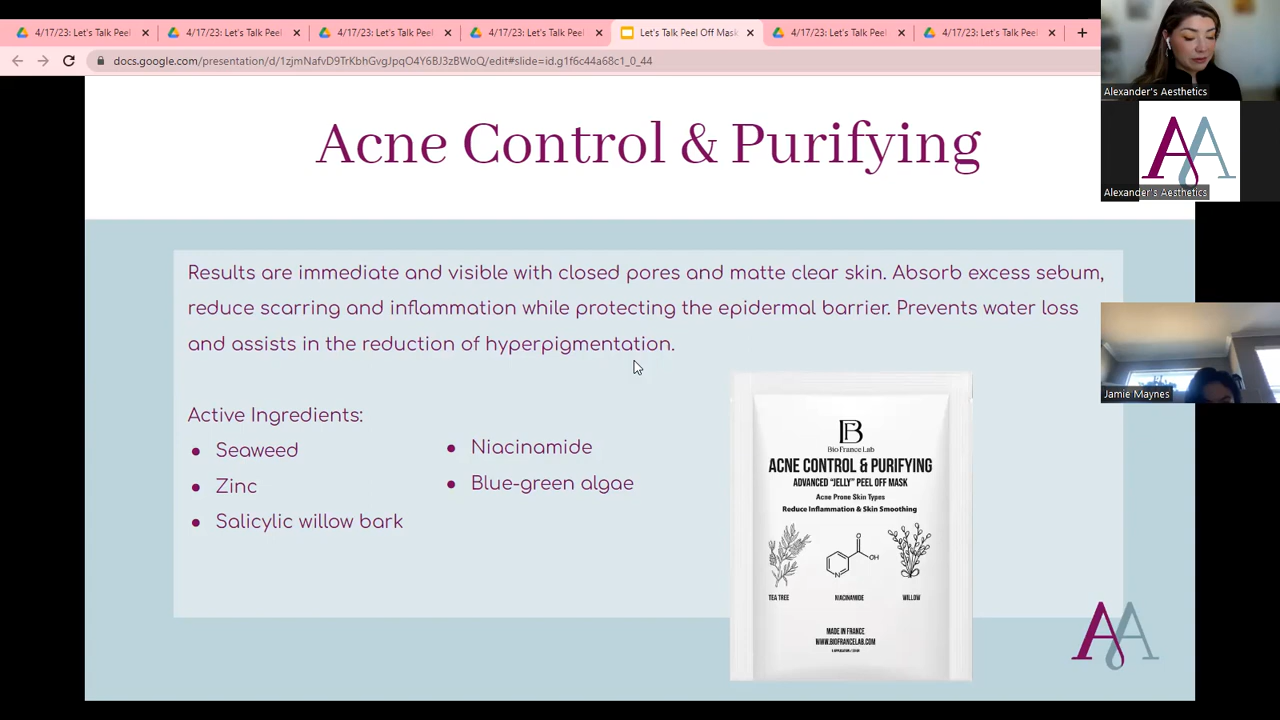 4/17/23: Let's Talk Peel
4/17/23: Let's Talk Peel
4/17/23: Let's Talk Peel
4/17/23: Let's Talk Peel
Let's Talk Peel Off Mask
4/17/23: Let's Talk Peel
4/17/23: Let's Talk Peel
docs.google.com/presentation/d/1zjmNafvD9TrKbhGvgJpqO4Y6BJ3zBWoQ/edit#slide=id.g1f6c44a68c1_0_44
Alexander's Aesthetics
AA
Alexander's Aesthetics
Jamie Maynes
Acne Control & Purifying
Results are immediate and visible with closed pores and matte clear skin. Absorb excess sebum,
reduce scarring and inflammation while protecting the epidermal barrier. Prevents water loss
and assists in the reduction of hyperpigmentation.
Active Ingredients:
● Seaweed
● Zinc
● Salicylic willow bark
● Niacinamide
● Blue-green algae
Bio France Lab
ACNE CONTROL & PURIFYING
ADVANCED "JELLY" PEEL OFF MASK
Acne Prone Skin Types
Reduce Inflammation & Skin Smoothing
O
OH
N
TEA TREE
NIACINAMIDE
WILLOW
MADE IN FRANCE
WWW.BIOFRANCELAB.COM
AA